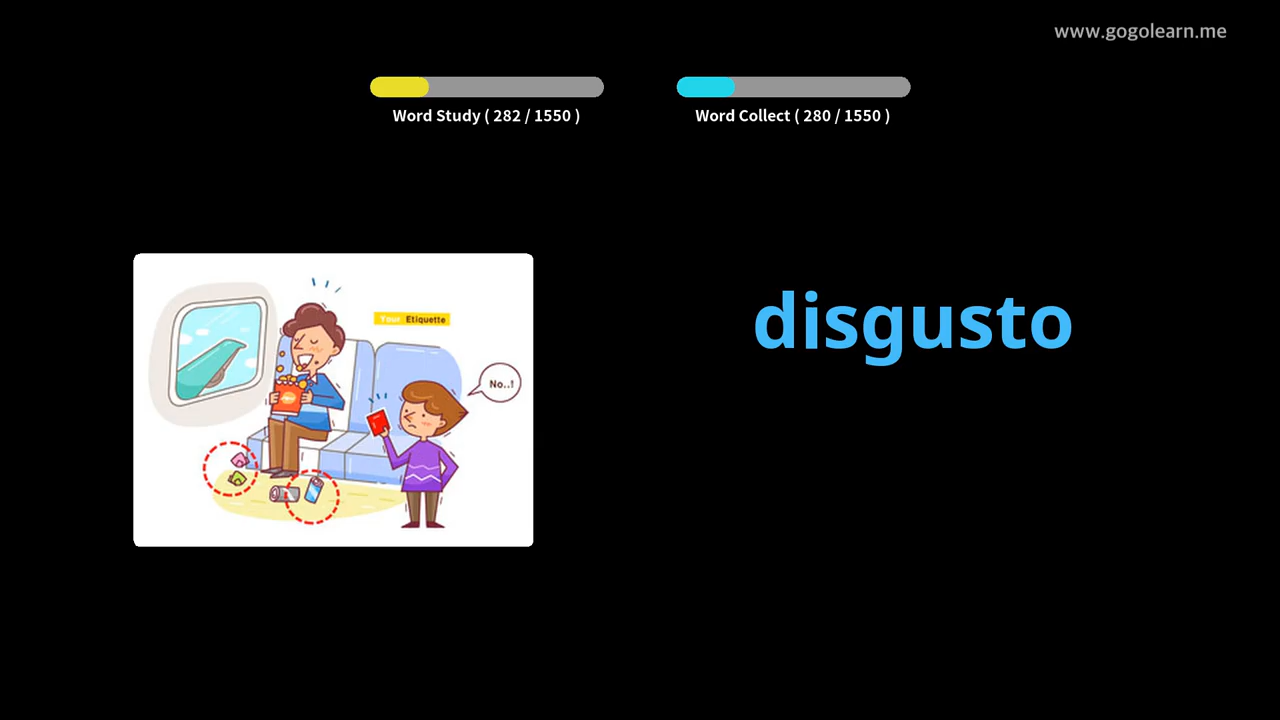 www.gogolearn.me
Word Study ( 282 / 1550 )
Word Collect ( 280 / 1550 )
Your Etiquette
No..!
disgusto